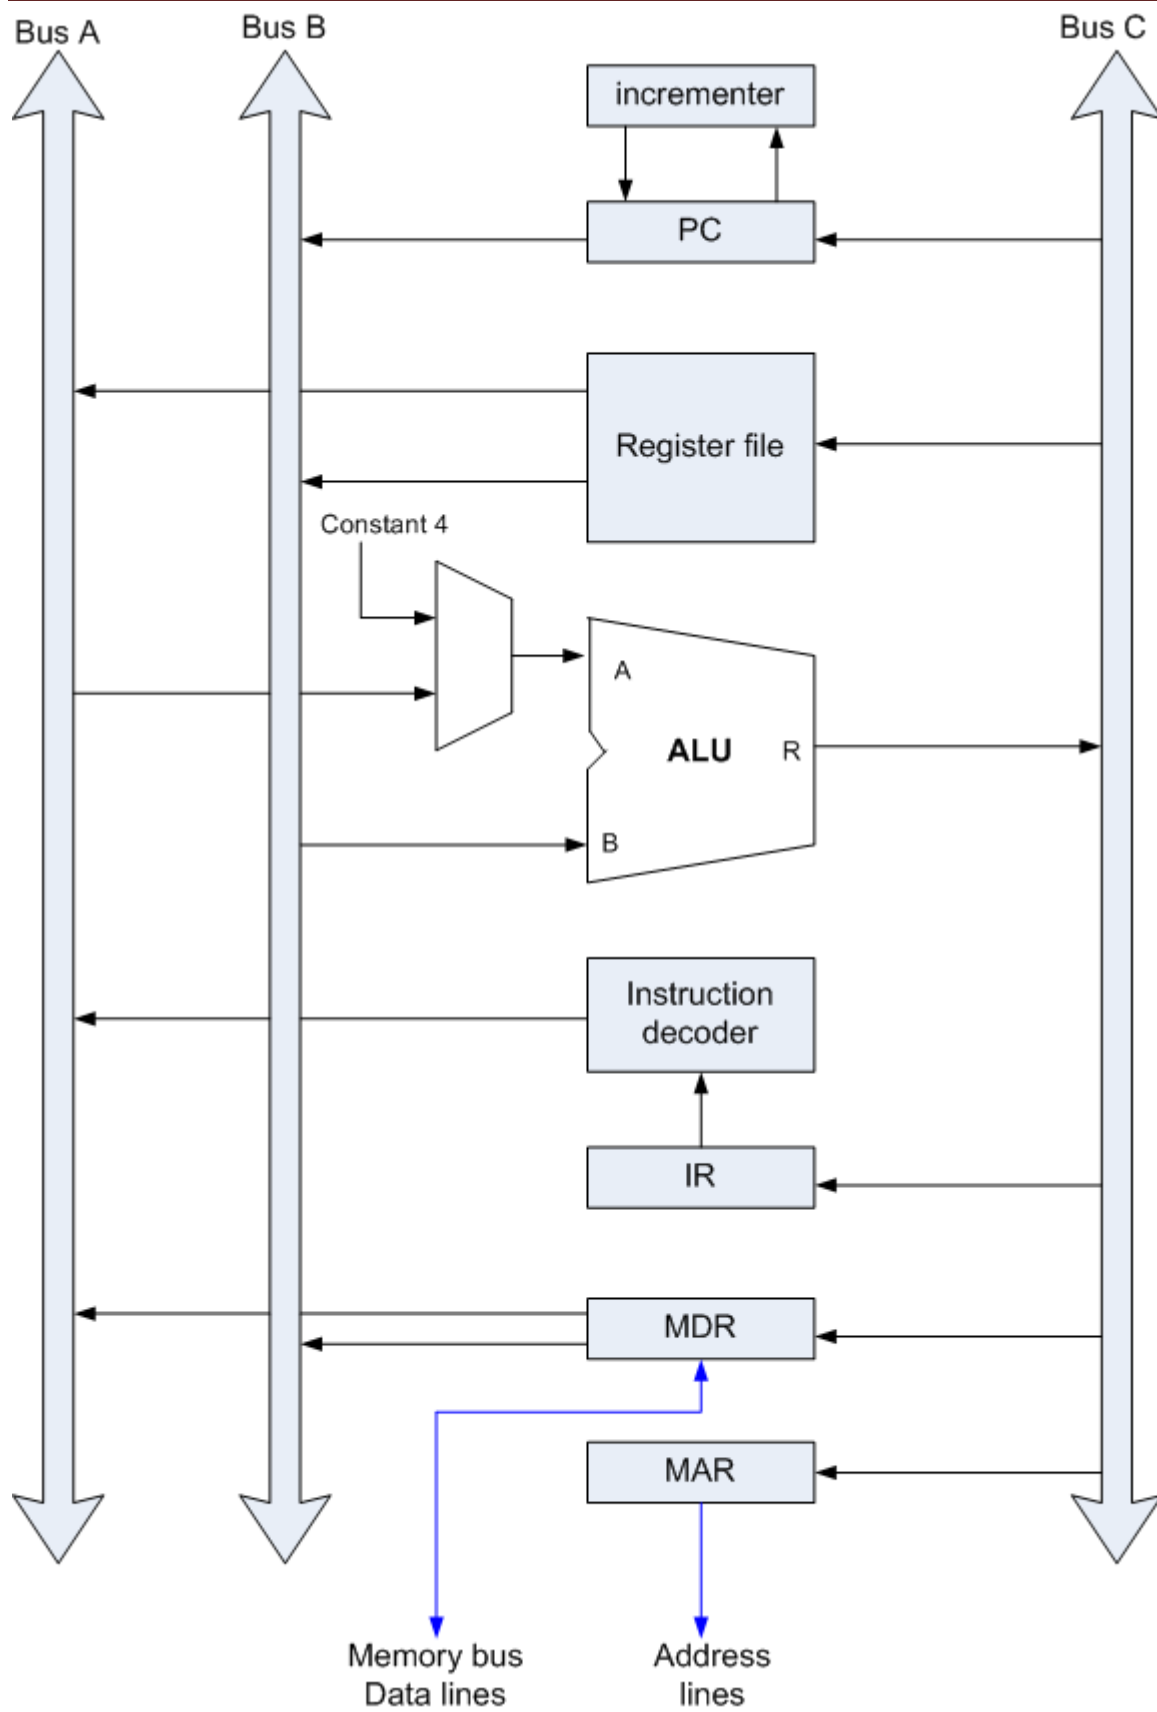 Bus A
Bus B
Bus C
incrementer
PC
Register file
Constant 4
A
ALU
R
B
Instruction
decoder
IR
MDR
MAR
Memory bus
Data lines
Address
lines